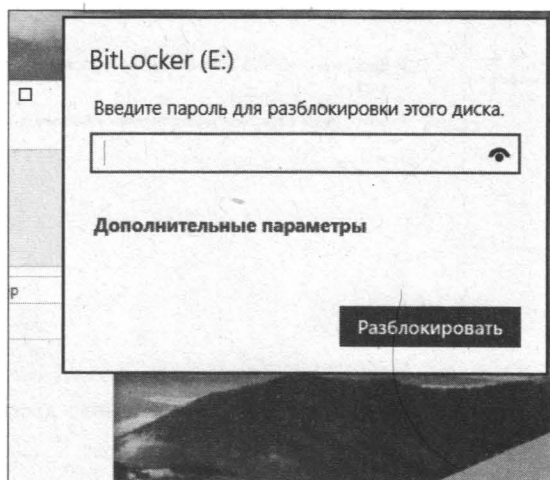 BitLocker (E:)
Введите пароль для разблокировки этого диска.
Дополнительные параметры
р
Разблокировать